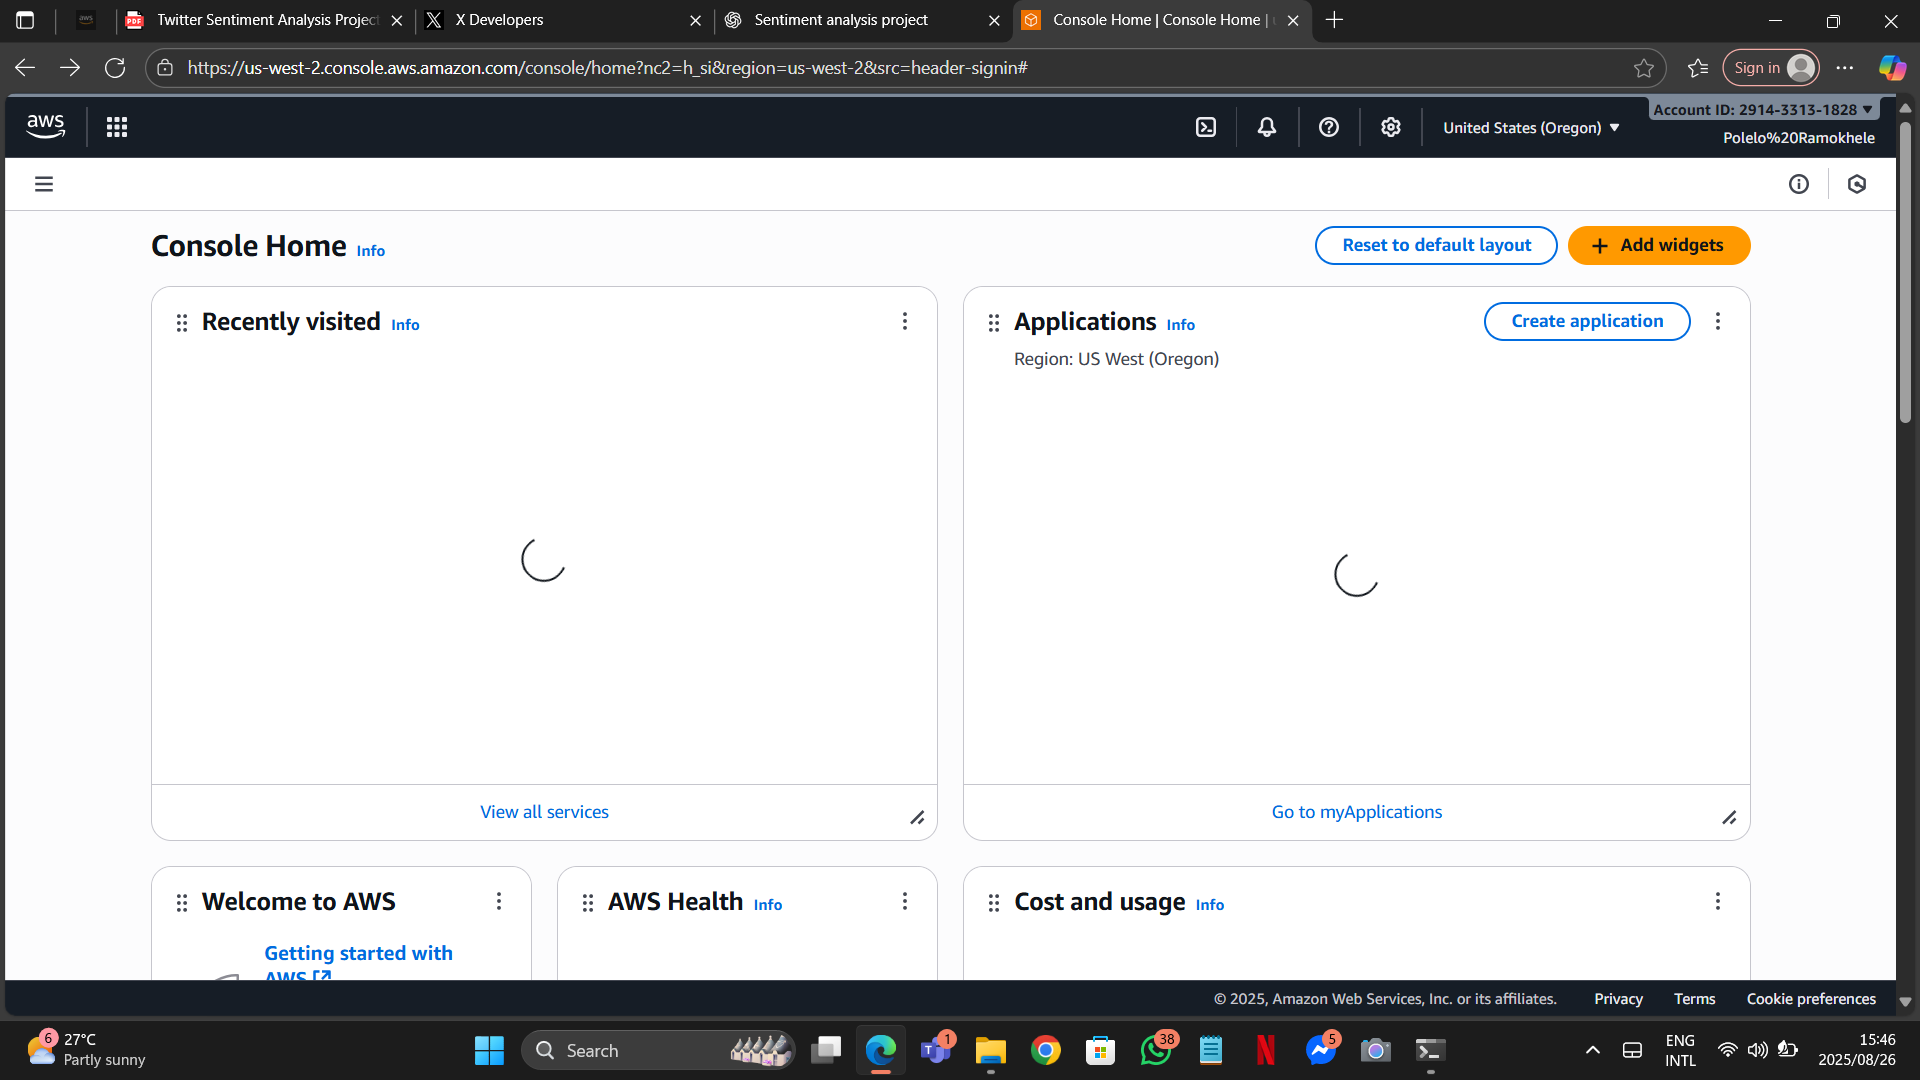 aws
PDF
Twitter Sentiment Analysis Project
X Developers
Sentiment analysis project
Console Home | Console Home |
https://us-west-2.console.aws.amazon.com/console/home?nc2=h_si&region=us-west-2&src=header-signin#
Sign in
aws
United States (Oregon)
Account ID: 2914-3313-1828
Polelo%20Ramokhele
Console Home Info
Reset to default layout
+ Add widgets
Recently visited Info
Applications Info
Create application
Region: US West (Oregon)
View all services
Go to myApplications
Welcome to AWS
AWS Health Info
Cost and usage Info
Getting started with
AWS
© 2025, Amazon Web Services, Inc. or its affiliates.
Privacy
Terms
Cookie preferences
6
27°C
Partly sunny
Search
T
1
38
N
5
ENG
INTL
15:46
2025/08/26